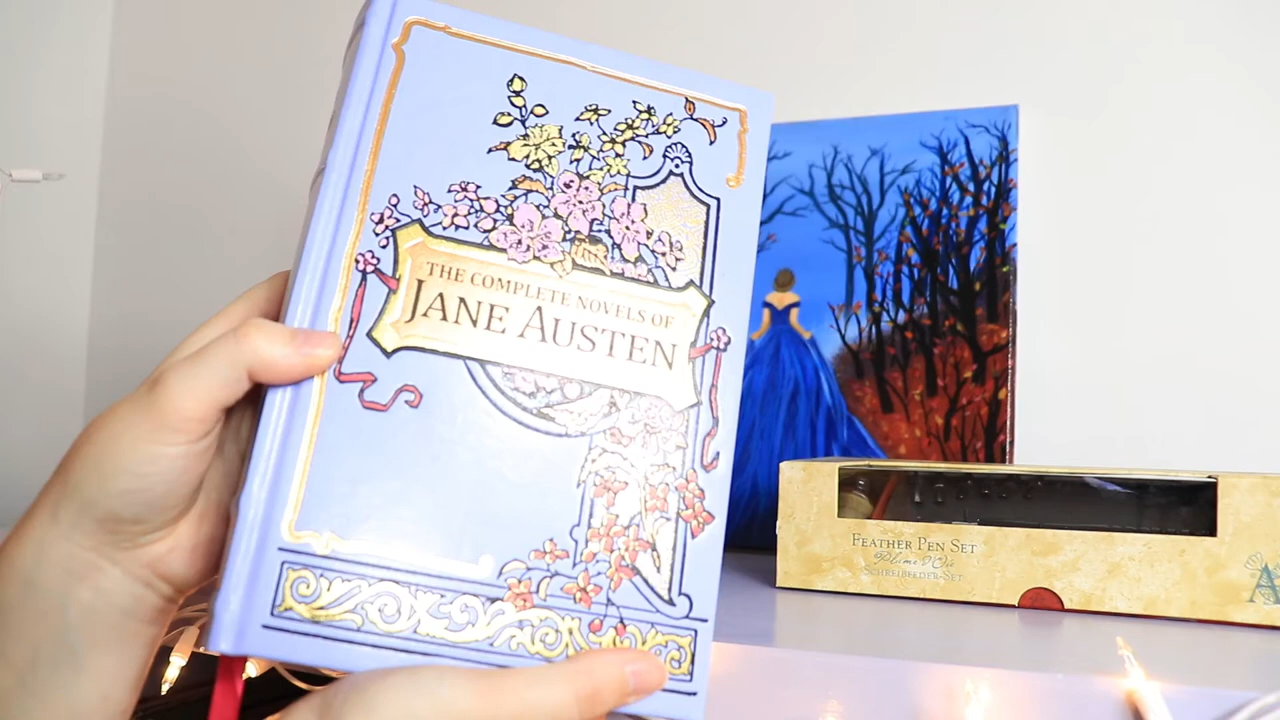 THE COMPLETE NOVELS OF
JANE AUSTEN
FEATHER PEN SET
Plume d'Oie
SCHREIBFEDER-SET